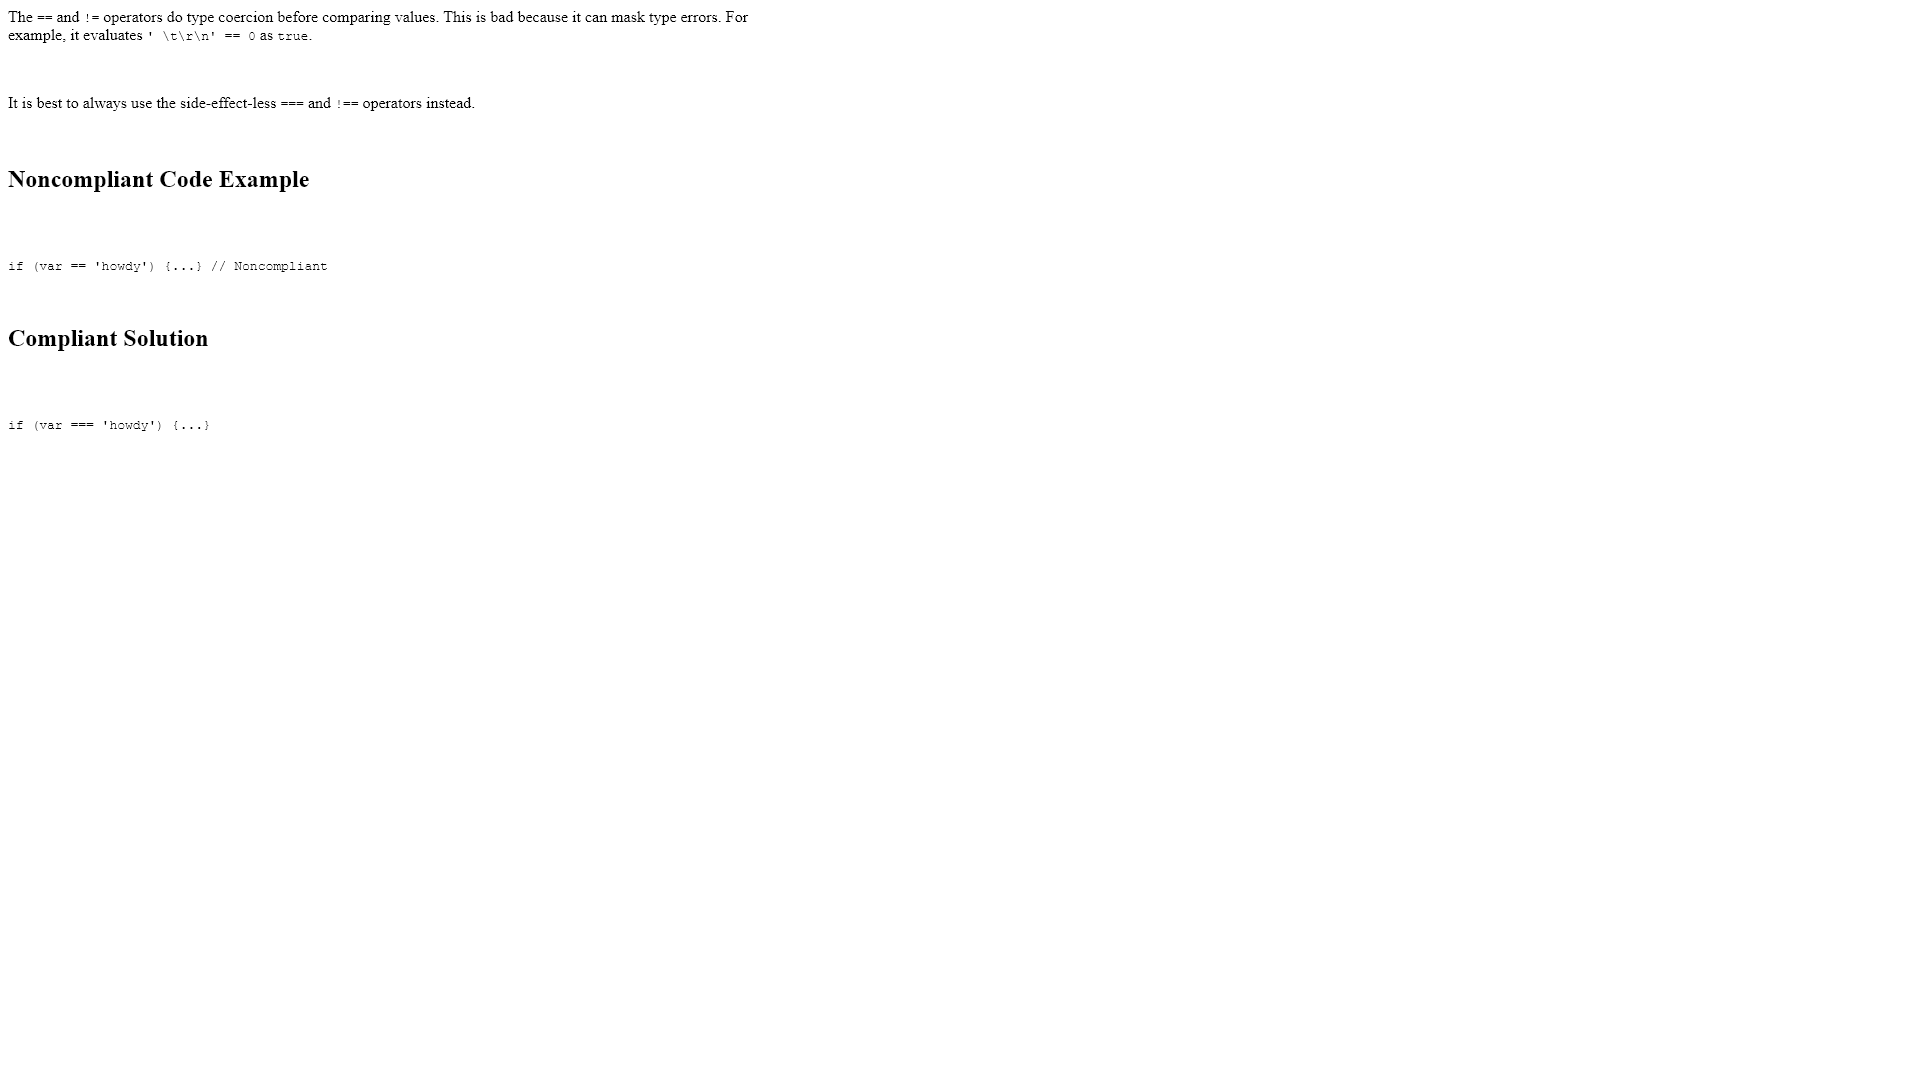 The == and != operators do type coercion before comparing values. This is bad because it can mask type errors. For
example, it evaluates ' \t\r\n' == 0 as true.
It is best to always use the side-effect-less === and !== operators instead.
Noncompliant Code Example
if (var == 'howdy') {...} // Noncompliant
Compliant Solution
if (var === 'howdy') {...}